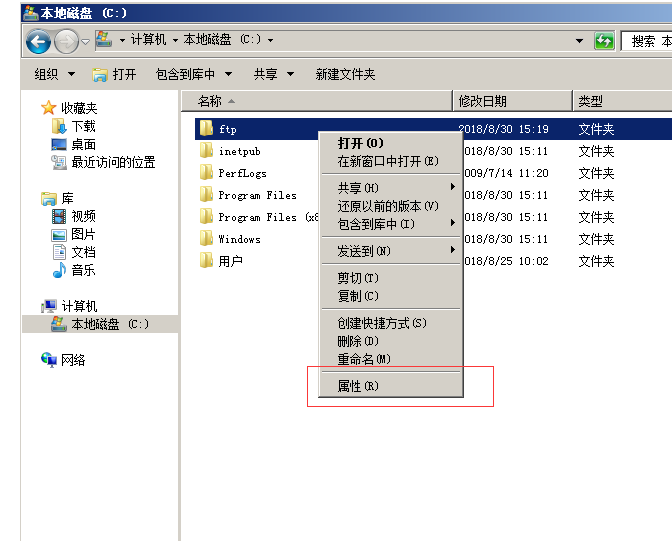 本地磁盘 (C:)
计算机 本地磁盘 (C:)
搜索 本
组织 打开 包含到库中 共享 新建文件夹
收藏夹
下载
桌面
最近访问的位置
库
视频
图片
文档
音乐
计算机
本地磁盘 (C:)
网络
名称 修改日期 类型
ftp 2018/8/30 15:19 文件夹
inetpub 018/8/30 15:11 文件夹
PerfLogs 009/7/14 11:20 文件夹
Program Files 018/8/30 15:11 文件夹
Program Files (x8 018/8/30 15:11 文件夹
Windows 018/8/30 15:11 文件夹
用户 018/8/25 10:02 文件夹
打开(O)
在新窗口中打开(E)
共享(H)
还原以前的版本(V)
包含到库中(I)
发送到(N)
剪切(T)
复制(C)
创建快捷方式(S)
删除(D)
重命名(M)
属性(R)